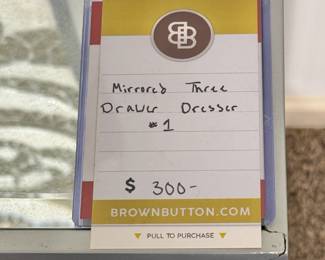 BB
Mirrored Three
Drawer Dresser
#1
$ 300-
BROWNBUTTON.COM
▼ PULL TO PURCHASE ▼